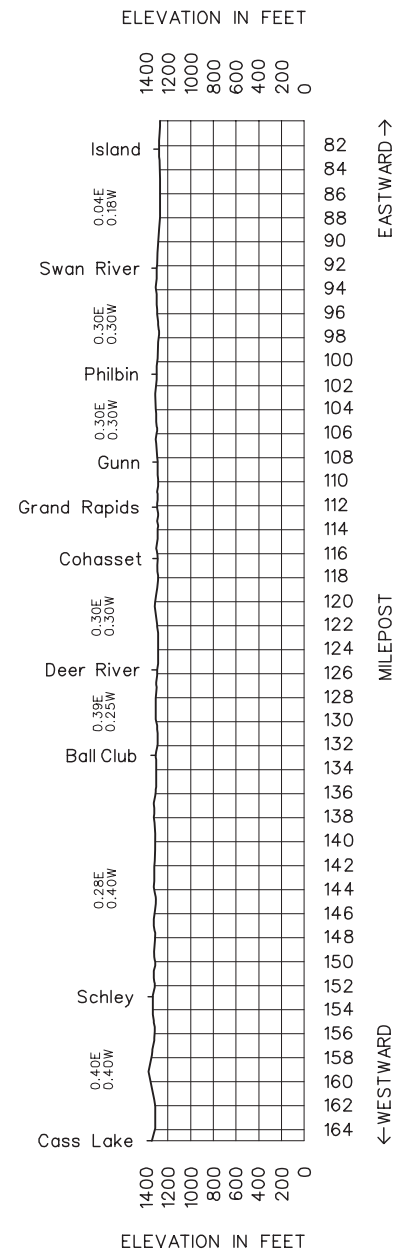 ELEVATION IN FEET
1400 1200 1000 800 600 400 200 0
EASTWARD →
Island 82
84
0.04E 86
0.18W 88
90
Swan River 92
94
0.30E 96
0.30W 98
100
Philbin 102
0.30E 104
0.30W 106
Gunn 108
110
Grand Rapids 112
114
Cohasset 116
118
0.30E 120
0.30W 122
124
Deer River 126
0.39E 128
0.25W 130
132
Ball Club 134
136
138
140
142
0.28E 144
0.40W 146
148
150
152
Schley 154
156
0.40E 158
0.40W 160
162
Cass Lake 164
MILEPOST
←WESTWARD
1400 1200 1000 800 600 400 200 0
ELEVATION IN FEET